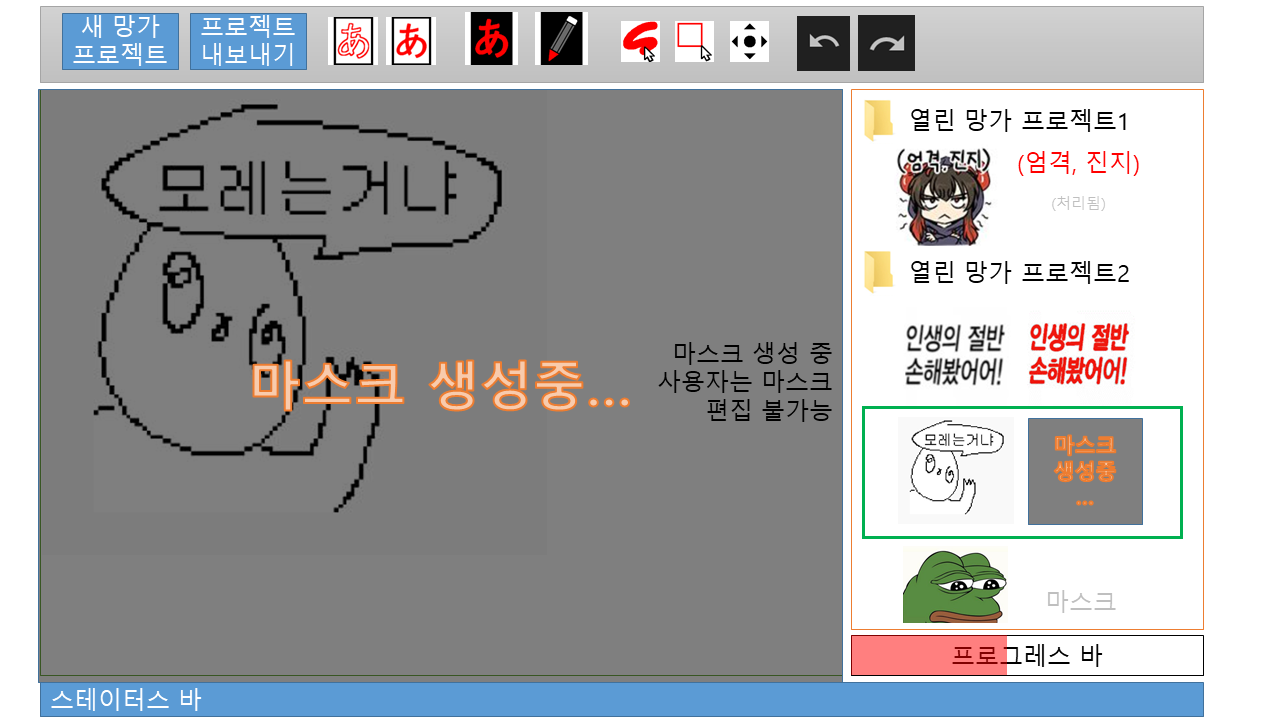 새 망가
프로젝트
프로젝트
내보내기
あ
あ
あ
모레는거냐
마스크 생성중...
마스크 생성 중
사용자는 마스크
편집 불가능
열린 망가 프로젝트1
(엄격,진지)
(엄격, 진지)
(처리됨)
열린 망가 프로젝트2
인생의 절반
손해봤어어!
인생의 절반
손해봤어어!
모레는거냐
마스크
생성중
...
마스크
프로그레스 바
스테이터스 바